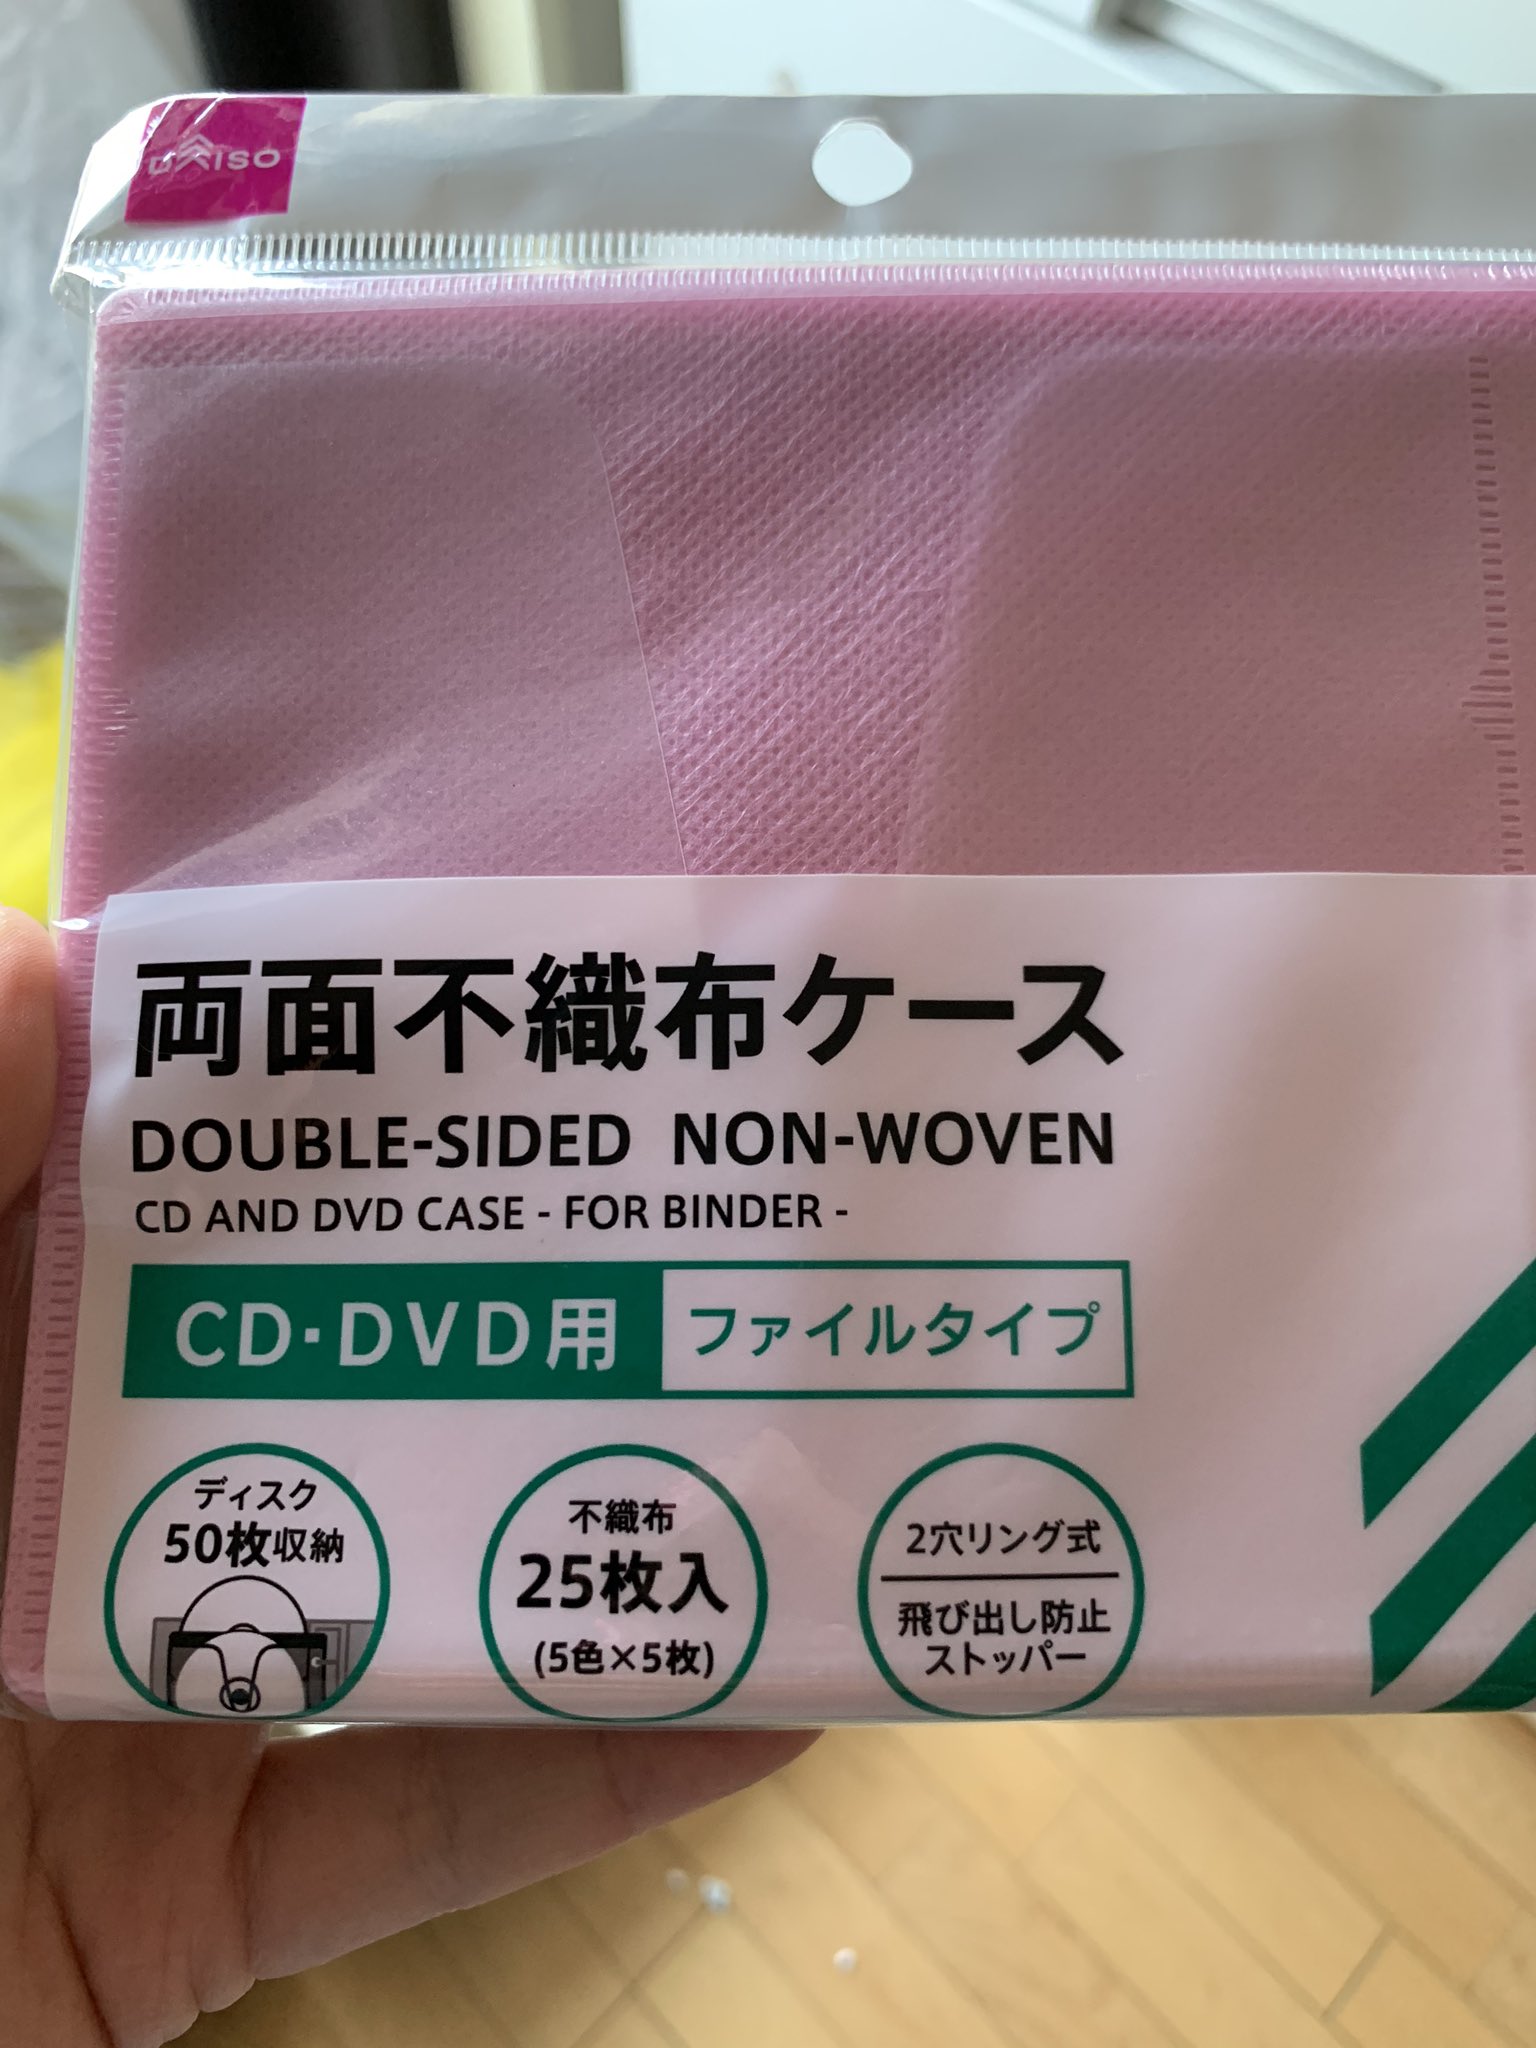 DAISO
両面不織布ケース
DOUBLE-SIDED NON-WOVEN
CD AND DVD CASE - FOR BINDER -
CD・DVD用 ファイルタイプ
ディスク
50枚収納
不織布
25枚入
(5色×5枚)
2穴リング式
飛び出し防止
ストッパー